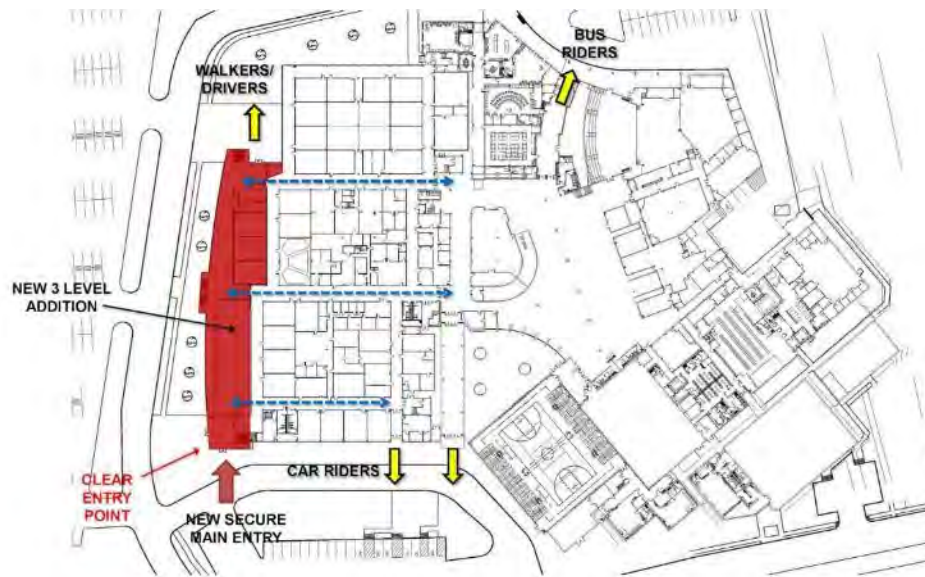 BUS
RIDERS
WALKERS/
DRIVERS
NEW 3 LEVEL
ADDITION
CAR RIDERS
CLEAR
ENTRY
POINT
NEW SECURE
MAIN ENTRY